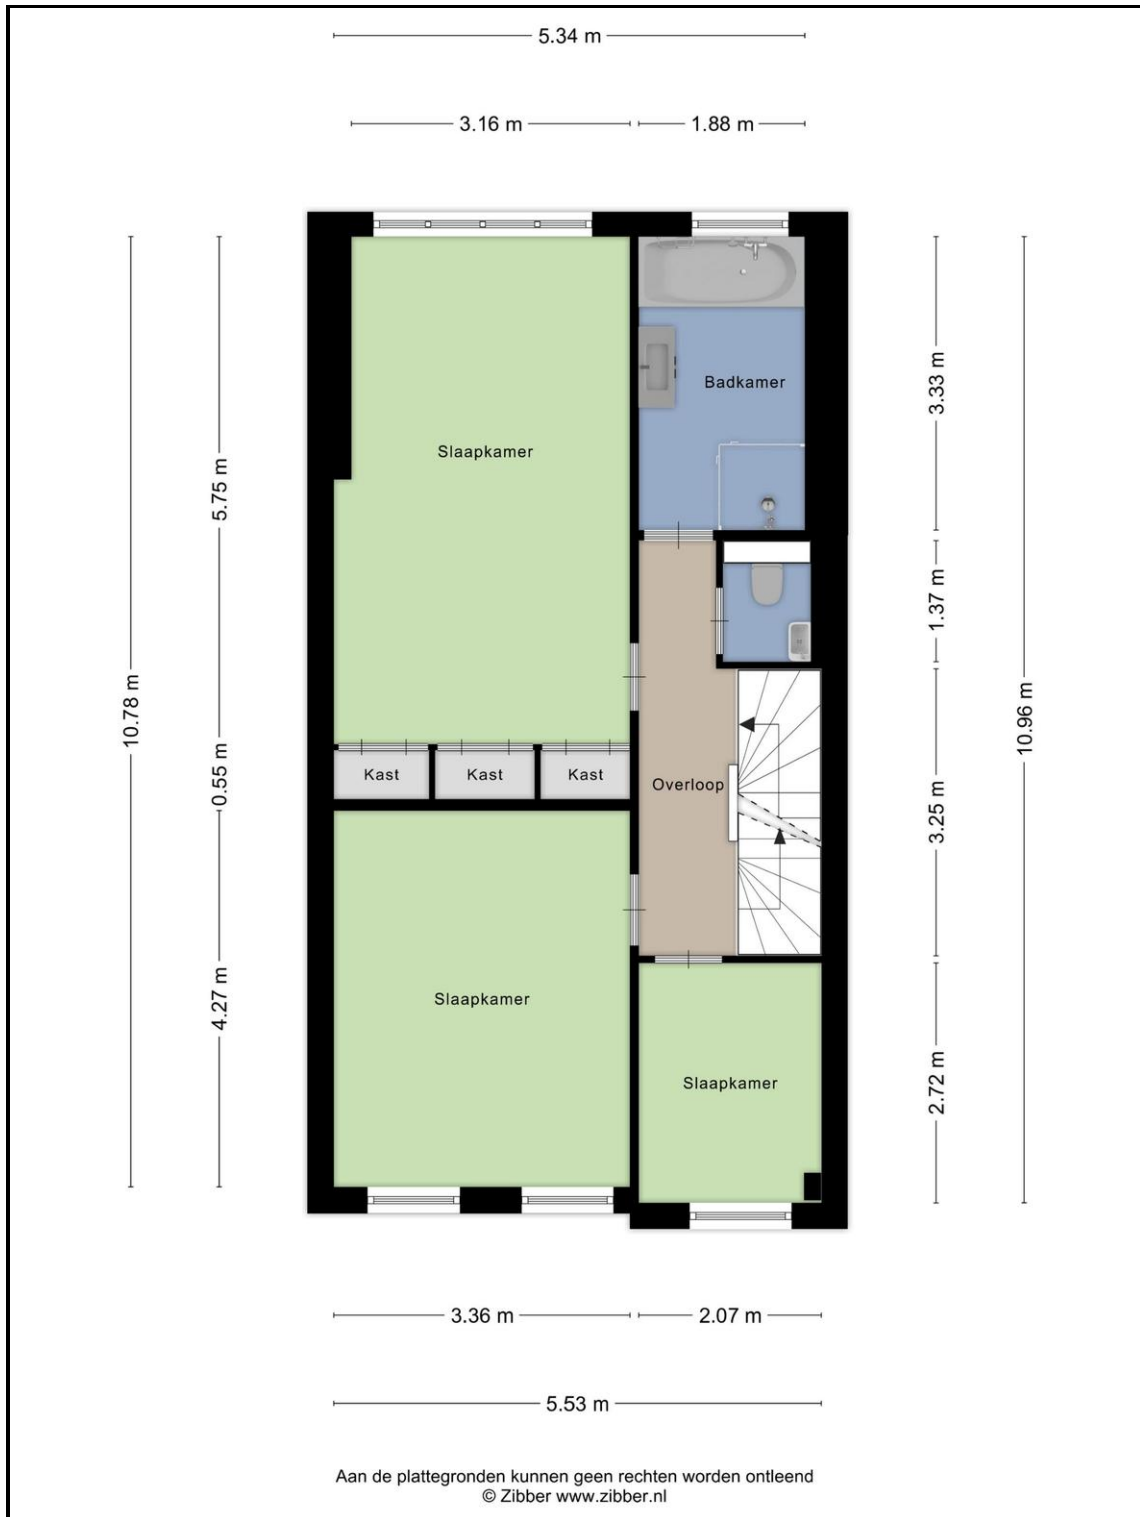 5.34 m
3.16 m
1.88 m
Badkamer
3.33 m
Slaapkamer
5.75 m
1.37 m
10.78 m
10.96 m
0.55 m
Kast
Kast
Kast
Overloop
3.25 m
4.27 m
Slaapkamer
Slaapkamer
2.72 m
3.36 m
2.07 m
5.53 m
Aan de plattegronden kunnen geen rechten worden ontleend
© Zibber www.zibber.nl